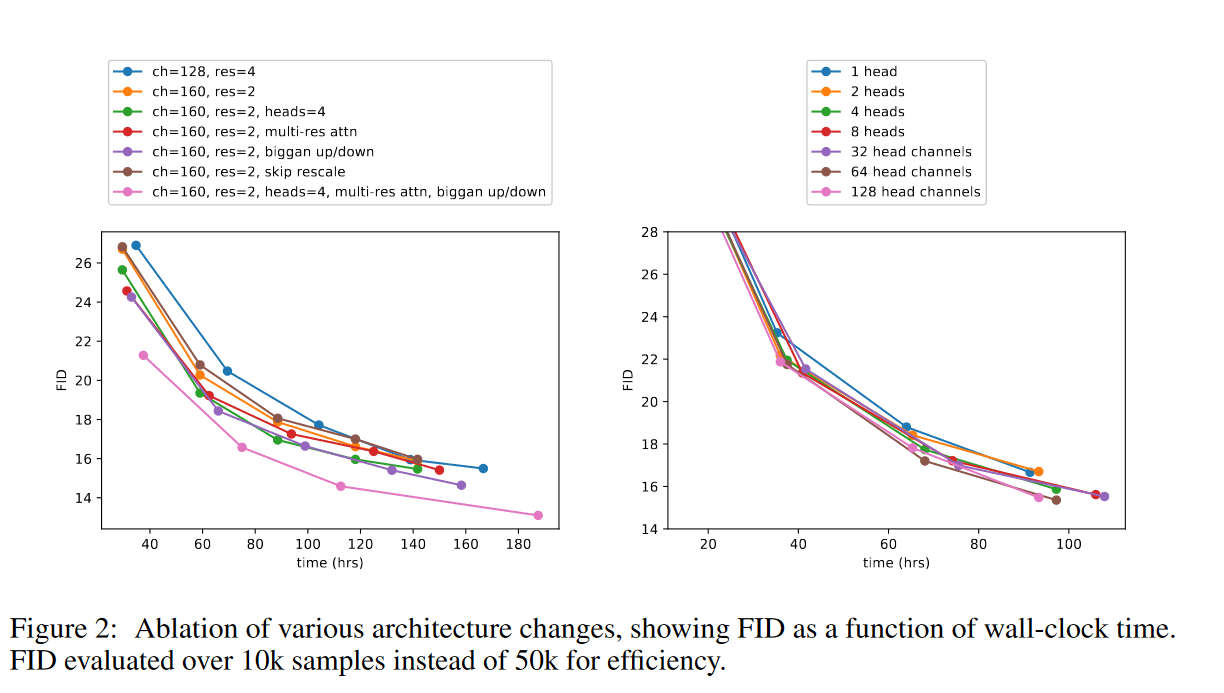 ch=128, res=4
ch=160, res=2
ch=160, res=2, heads=4
ch=160, res=2, multi-res attn
ch=160, res=2, biggan up/down
ch=160, res=2, skip rescale
ch=160, res=2, heads=4, multi-res attn, biggan up/down
26
24
22
20
18
16
14
FID
40 60 80 100 120 140 160 180
time (hrs)
1 head
2 heads
4 heads
8 heads
32 head channels
64 head channels
128 head channels
28
26
24
22
20
18
16
14
FID
20 40 60 80 100
time (hrs)
Figure 2: Ablation of various architecture changes, showing FID as a function of wall-clock time.
FID evaluated over 10k samples instead of 50k for efficiency.